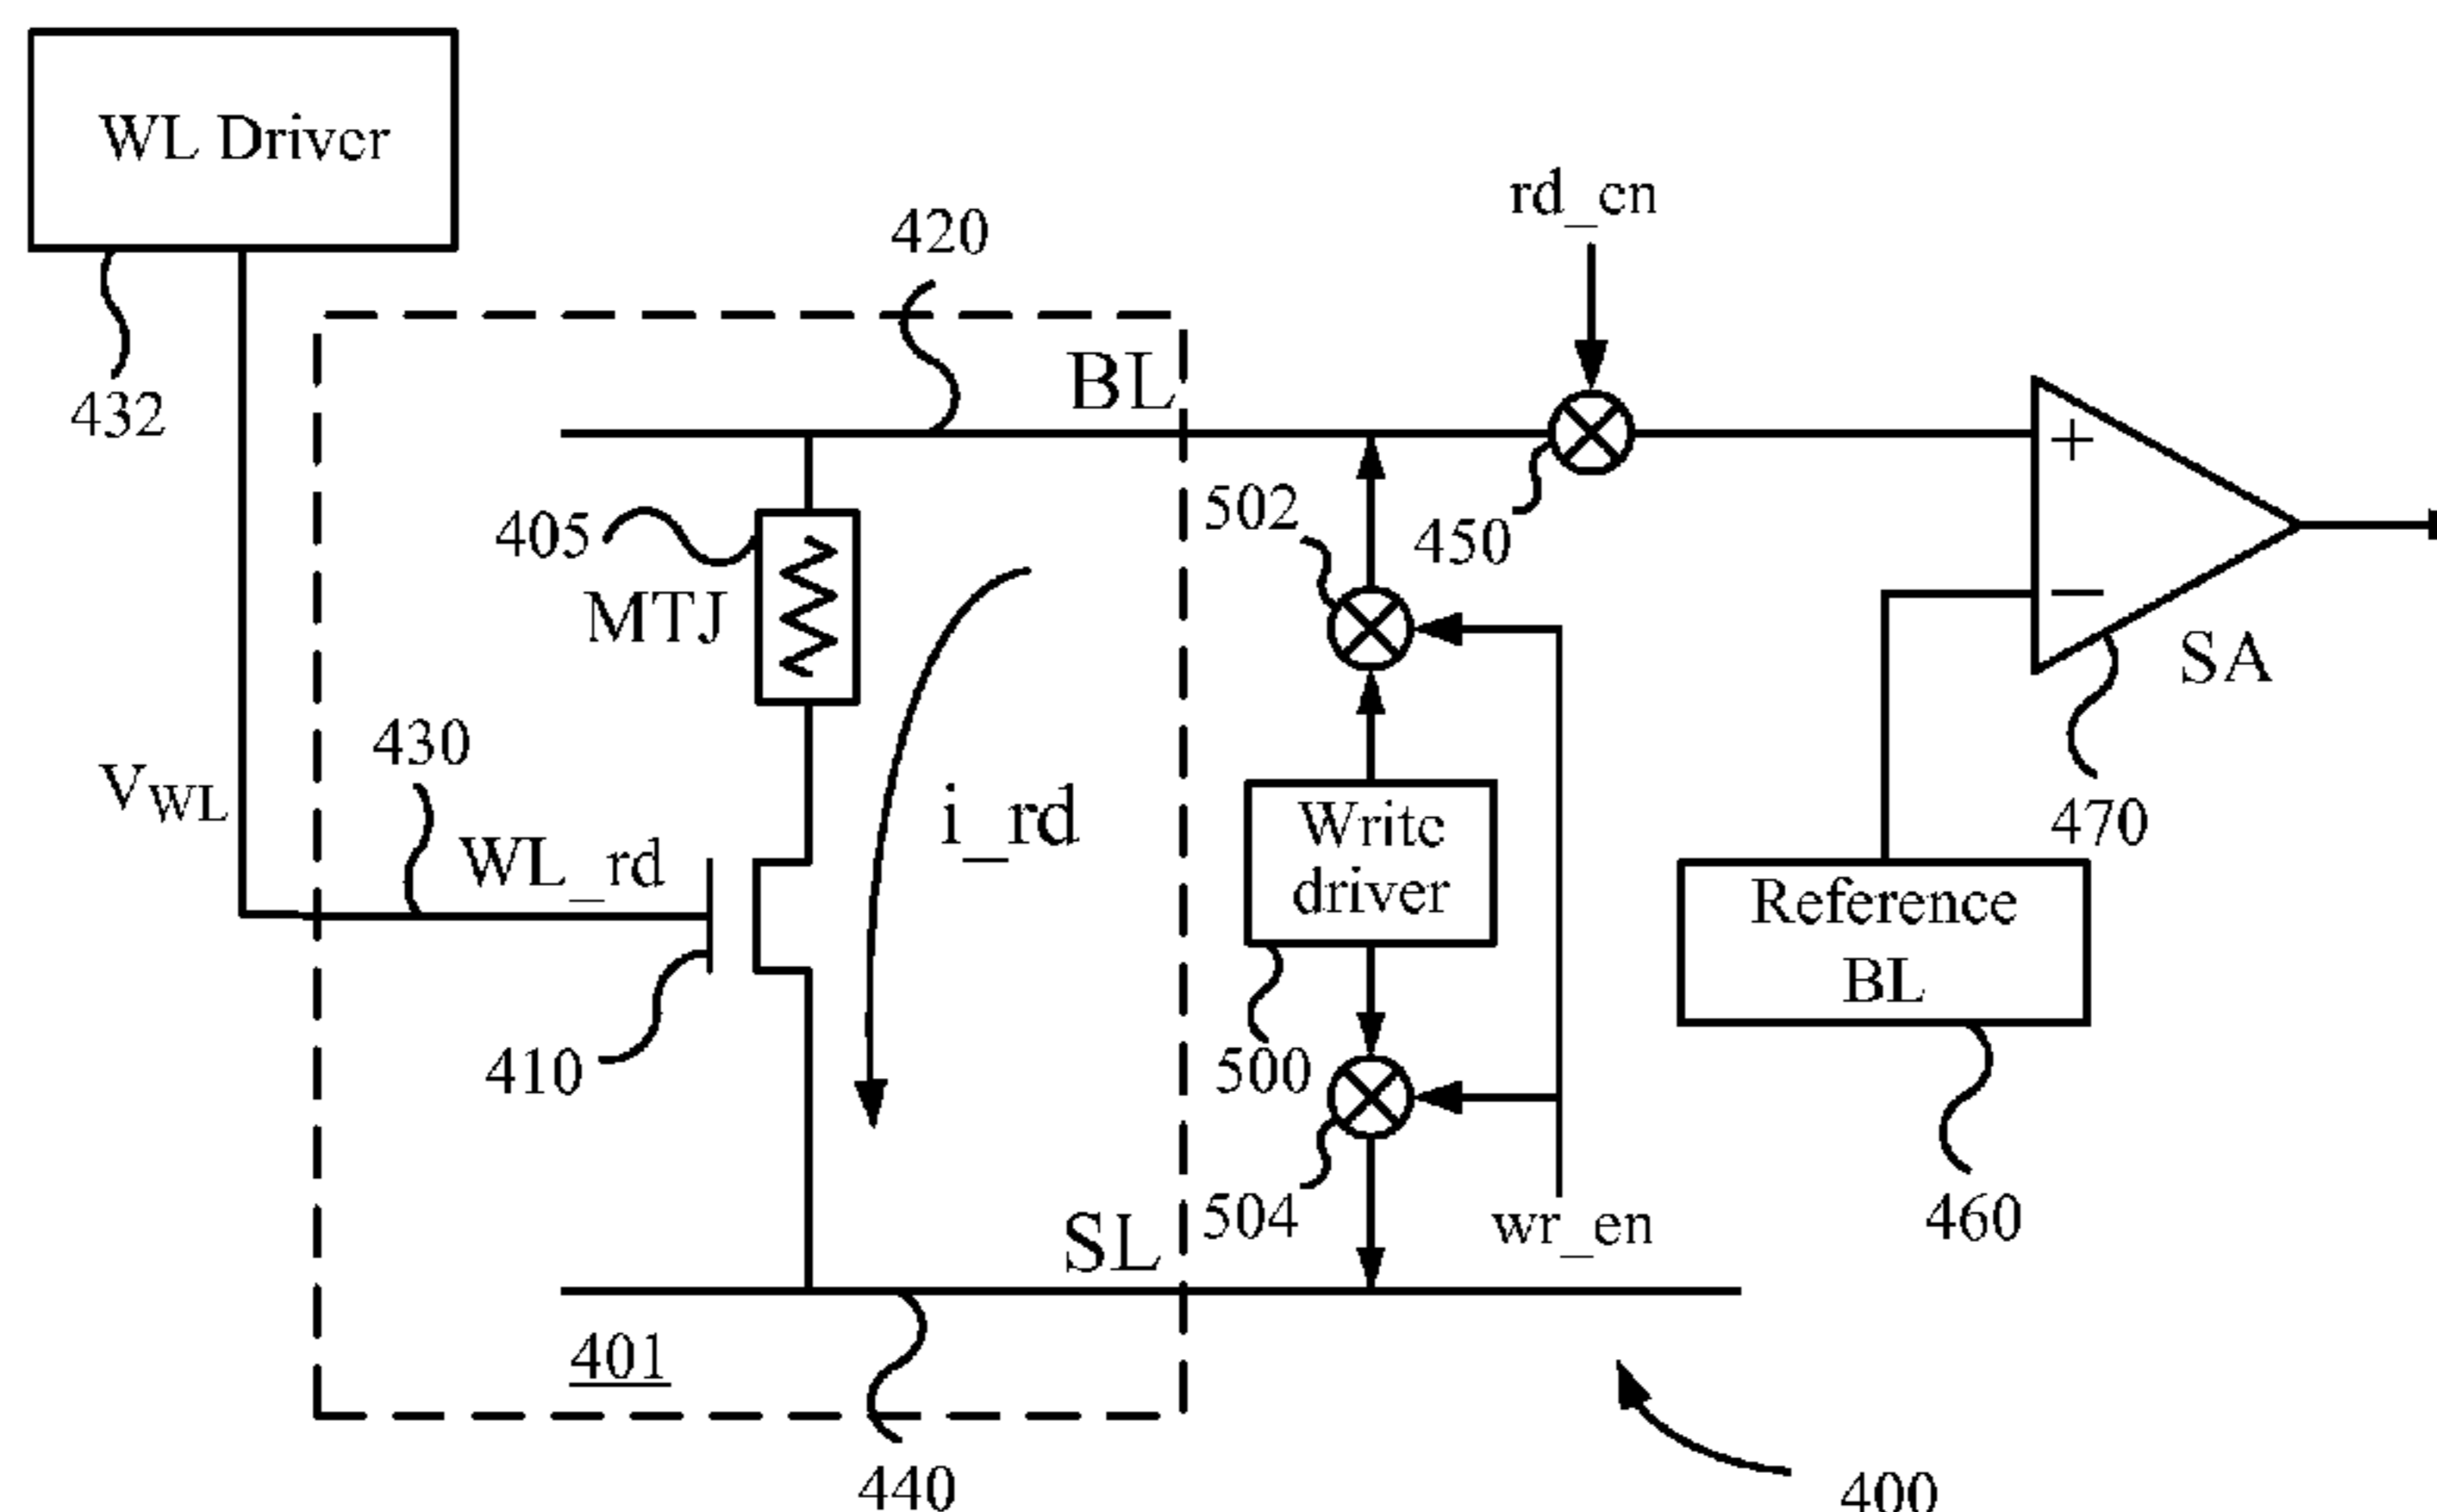 WL Driver
432
420
rd_en
BL
405
MTJ
502
450
+
−
SA
430
V_WL
WL_rd
i_rd
Write
driver
470
Reference
BL
410
500
504
wr_en
460
SL
401
440
400